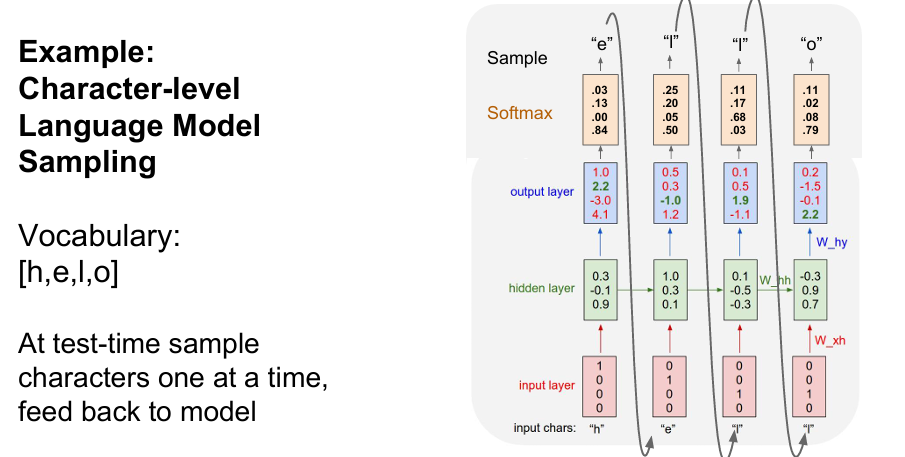 Example:
Character-level
Language Model
Sampling
Vocabulary:
[h,e,l,o]
At test-time sample
characters one at a time,
feed back to model
Sample “e” “l” “l” “o”
Softmax
.03 .25 .11 .11
.13 .20 .17 .02
.00 .05 .68 .08
.84 .50 .03 .79
output layer
1.0 0.5 0.1 0.2
2.2 0.3 0.5 -1.5
-3.0 -1.0 1.9 -0.1
4.1 1.2 -1.1 2.2
W_hy
hidden layer
0.3 1.0 0.1 -0.3
-0.1 0.3 -0.5 0.9
0.9 0.1 -0.3 0.7
W_hh
W_xh
input layer
1 0 0 0
0 1 0 0
0 0 1 1
0 0 0 0
input chars: “h” “e” “l” “l”